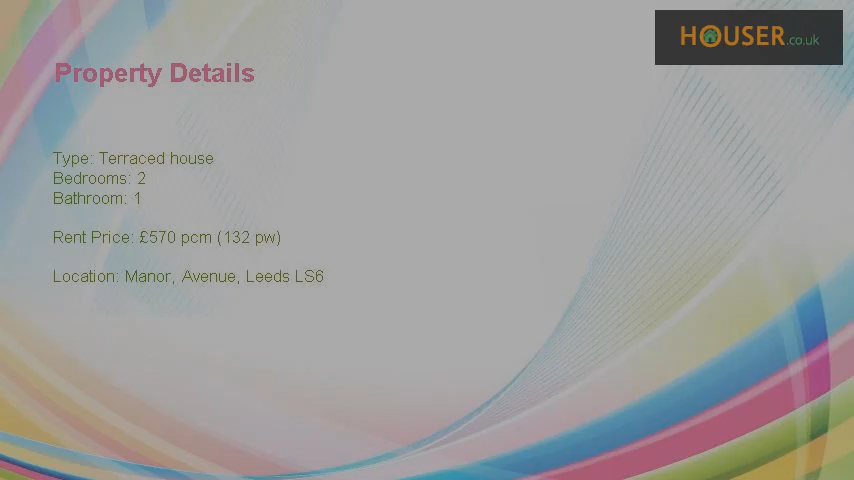 HOUSER.co.uk
Property Details
Type: Terraced house
Bedrooms: 2
Bathroom: 1
Rent Price: £570 pcm (132 pw)
Location: Manor, Avenue, Leeds LS6